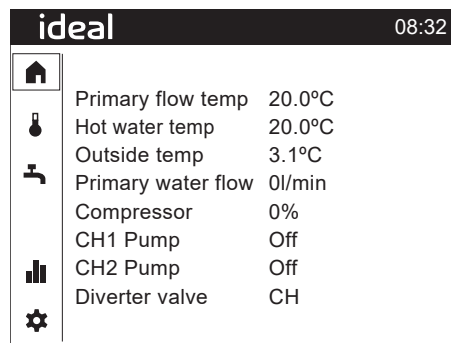 ideal 08:32
Primary flow temp 20.0ºC
Hot water temp 20.0ºC
Outside temp 3.1ºC
Primary water flow 0l/min
Compressor 0%
CH1 Pump Off
CH2 Pump Off
Diverter valve CH